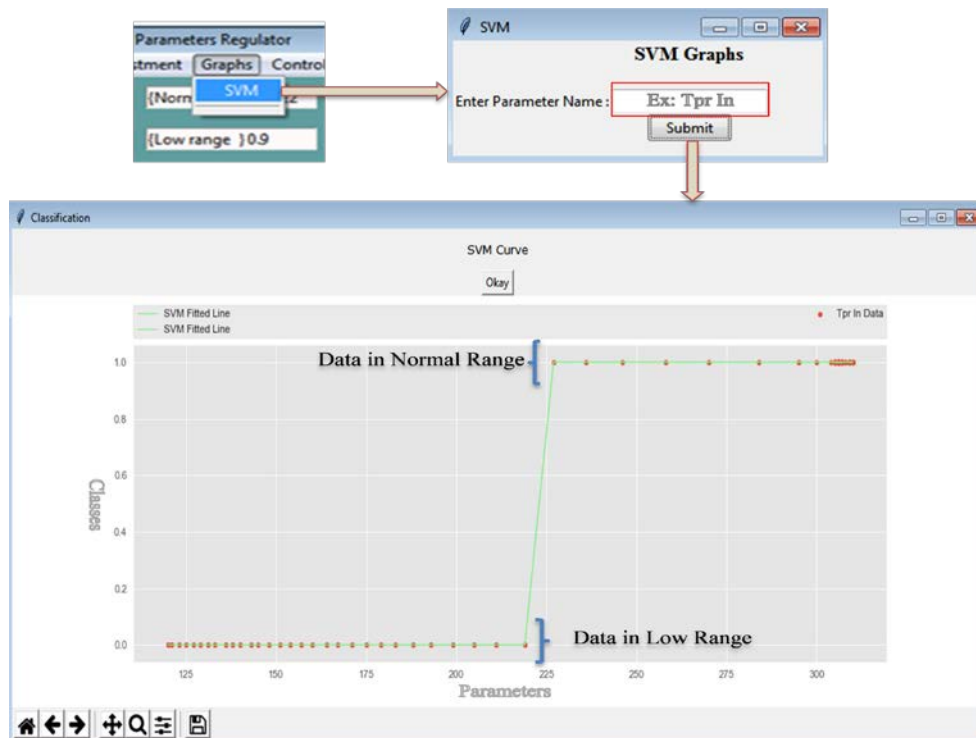 Parameters Regulator
stment Graphs Control
{Norm
SVM
{Low range }0.9
SVM
SVM Graphs
Enter Parameter Name :
Ex: Tpr In
Submit
Classification
SVM Curve
Okay
SVM Fitted Line
SVM Fitted Line
Tpr In Data
Data in Normal Range
1.0
0.8
0.6
0.4
0.2
0.0
Classes
Data in Low Range
125 150 175 200 225 250 275 300
Parameters